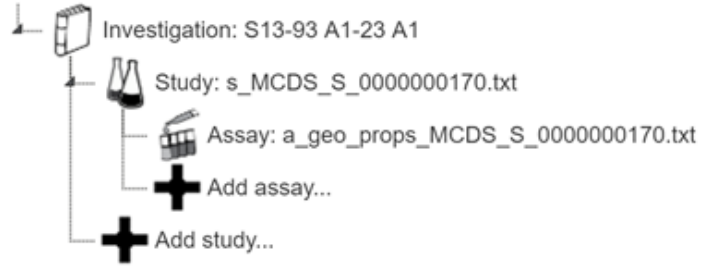 Investigation: S13-93 A1-23 A1
Study: s_MCDS_S_0000000170.txt
Assay: a_geo_props_MCDS_S_0000000170.txt
Add assay...
Add study...